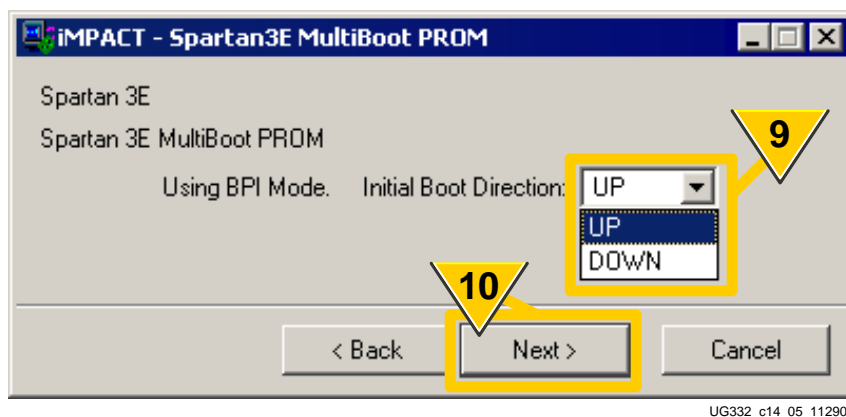 iMPACT - Spartan3E MultiBoot PROM
Spartan 3E
Spartan 3E MultiBoot PROM
9
Using BPI Mode. Initial Boot Direction: UP
UP
DOWN
10
< Back Next > Cancel
UG332_c14_05_11290